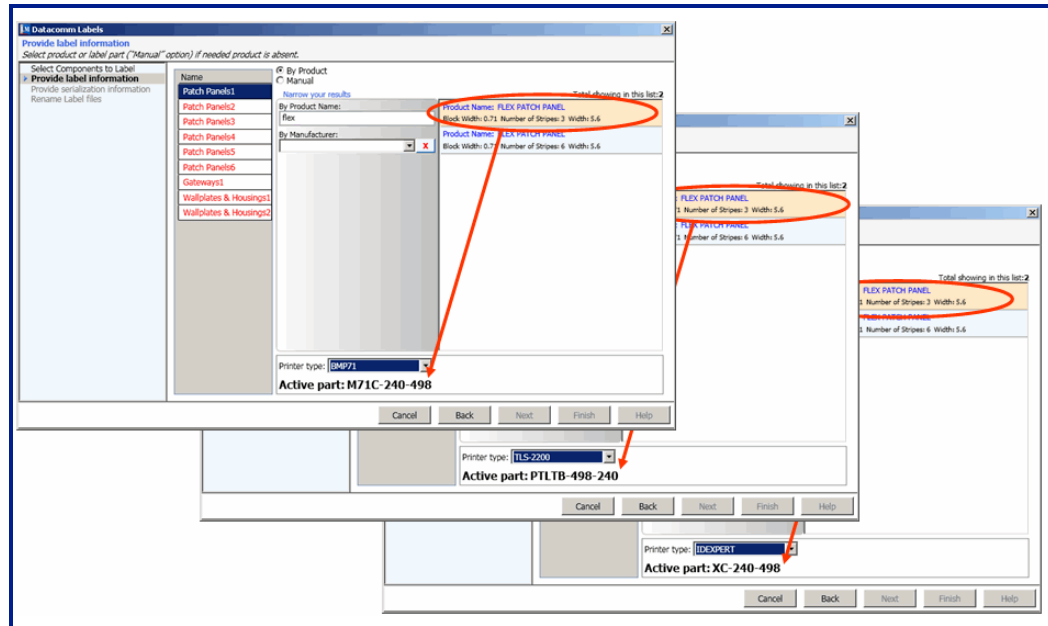 Datacomm Labels
Provide label information
Select product or label part ("Manual" option) if needed product is absent.
Select Components to Label
Provide label information
Provide serialization information
Rename Label files
Name
Patch Panels1
Patch Panels2
Patch Panels3
Patch Panels4
Patch Panels5
Patch Panels6
Gateways1
Wallplates & Housings1
Wallplates & Housings2
By Product
Manual
Narrow your results
Total showing in this list:2
By Product Name:
flex
By Manufacturer:
X
Product Name: FLEX PATCH PANEL
Block Width: 0.71 Number of Stripes: 3 Width: 5.6
Product Name: FLEX PATCH PANEL
Block Width: 0.71 Number of Stripes: 6 Width: 5.6
Printer type: BMP71
Active part: M71C-240-498
Cancel Back Next Finish Help
Total showing in this list:2
FLEX PATCH PANEL
71 Number of Stripes: 3 Width: 5.6
FLEX PATCH PANEL
71 Number of Stripes: 6 Width: 5.6
Printer type: TLS-2200
Active part: PTLTB-498-240
Cancel Back Next Finish Help
Total showing in this list:2
FLEX PATCH PANEL
1 Number of Stripes: 3 Width: 5.6
FLEX PATCH PANEL
1 Number of Stripes: 6 Width: 5.6
Printer type: IDEXPERT
Active part: XC-240-498
Cancel Back Next Finish Help